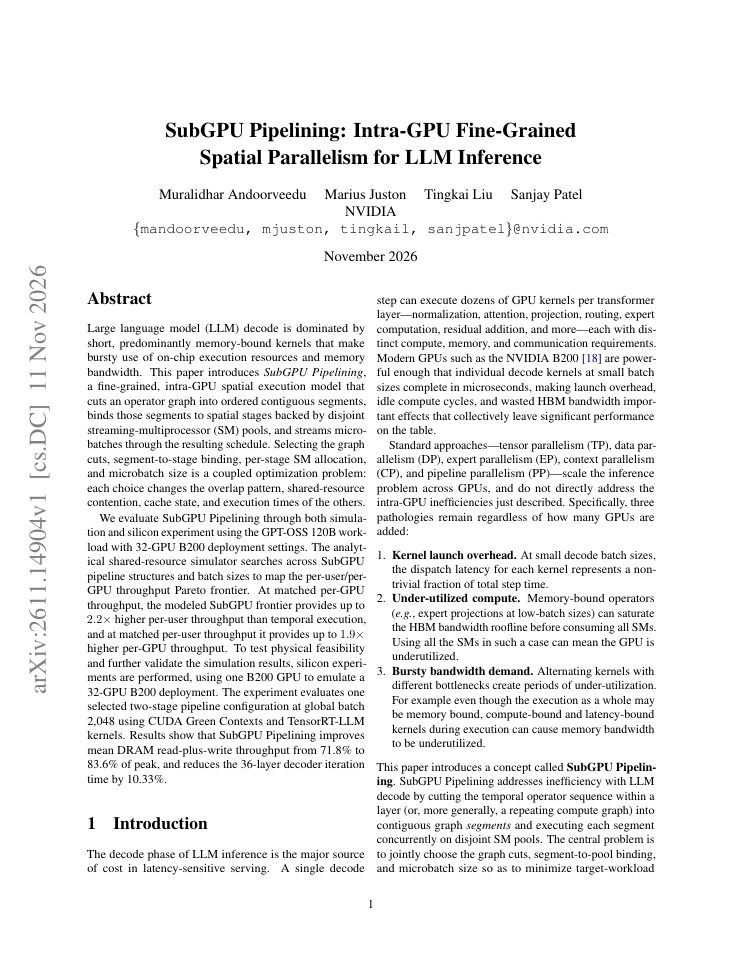 SubGPU Pipelining: Intra-GPU Fine-Grained
Spatial Parallelism for LLM Inference
Muralidhar Andoorveedu Marius Juston Tingkai Liu Sanjay Patel
NVIDIA
{mandoorveedu, mjuston, tingkail, sanjpatel}@nvidia.com
November 2026
arXiv:2611.14904v1 [cs.DC] 11 Nov 2026
Abstract
Large language model (LLM) decode is dominated by
short, predominantly memory-bound kernels that make
bursty use of on-chip execution resources and memory
bandwidth. This paper introduces SubGPU Pipelining,
a fine-grained, intra-GPU spatial execution model that
cuts an operator graph into ordered contiguous segments,
binds those segments to spatial stages backed by disjoint
streaming-multiprocessor (SM) pools, and streams micro-
batches through the resulting schedule. Selecting the graph
cuts, segment-to-stage binding, per-stage SM allocation,
and microbatch size is a coupled optimization problem:
each choice changes the overlap pattern, shared-resource
contention, cache state, and execution times of the others.
We evaluate SubGPU Pipelining through both simula-
tion and silicon experiment using the GPT-OSS 120B work-
load with 32-GPU B200 deployment settings. The analyt-
ical shared-resource simulator searches across SubGPU
pipeline structures and batch sizes to map the per-user/per-
GPU throughput Pareto frontier. At matched per-GPU
throughput, the modeled SubGPU frontier provides up to
2.2× higher per-user throughput than temporal execution,
and at matched per-user throughput it provides up to 1.9×
higher per-GPU throughput. To test physical feasibility
and further validate the simulation results, silicon experi-
ments are performed, using one B200 GPU to emulate a
32-GPU B200 deployment. The experiment evaluates one
selected two-stage pipeline configuration at global batch
2,048 using CUDA Green Contexts and TensorRT-LLM
kernels. Results show that SubGPU Pipelining improves
mean DRAM read-plus-write throughput from 71.8% to
83.6% of peak, and reduces the 36-layer decoder iteration
time by 10.33%.
1 Introduction
The decode phase of LLM inference is the major source
of cost in latency-sensitive serving. A single decode
step can execute dozens of GPU kernels per transformer
layer—normalization, attention, projection, routing, expert
computation, residual addition, and more—each with dis-
tinct compute, memory, and communication requirements.
Modern GPUs such as the NVIDIA B200 [18] are power-
ful enough that individual decode kernels at small batch
sizes complete in microseconds, making launch overhead,
idle compute cycles, and wasted HBM bandwidth impor-
tant effects that collectively leave significant performance
on the table.
Standard approaches—tensor parallelism (TP), data par-
allelism (DP), expert parallelism (EP), context parallelism
(CP), and pipeline parallelism (PP)—scale the inference
problem across GPUs, and do not directly address the
intra-GPU inefficiencies just described. Specifically, three
pathologies remain regardless of how many GPUs are
added:
1. Kernel launch overhead. At small decode batch sizes,
the dispatch latency for each kernel represents a non-
trivial fraction of total step time.
2. Under-utilized compute. Memory-bound operators
(e.g., expert projections at low-batch sizes) can saturate
the HBM bandwidth roofline before consuming all SMs.
Using all the SMs in such a case can mean the GPU is
underutilized.
3. Bursty bandwidth demand. Alternating kernels with
different bottlenecks create periods of under-utilization.
For example even though the execution as a whole may
be memory bound, compute-bound and latency-bound
kernels during execution can cause memory bandwidth
to be underutilized.
This paper introduces a concept called SubGPU Pipelin-
ing. SubGPU Pipelining addresses inefficiency with LLM
decode by cutting the temporal operator sequence within a
layer (or, more generally, a repeating compute graph) into
contiguous graph segments and executing each segment
concurrently on disjoint SM pools. The central problem is
to jointly choose the graph cuts, segment-to-pool binding,
and microbatch size so as to minimize target-workload
1